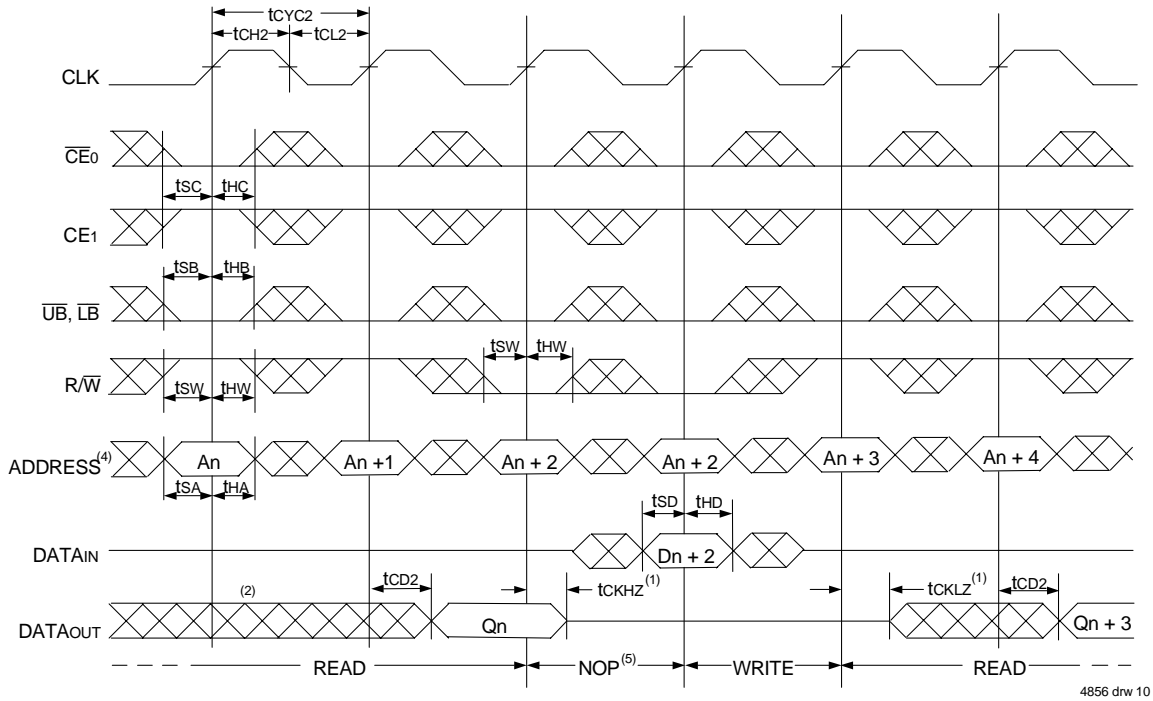 tCYC2
tCH2 tCL2
CLK
CE0
tSC tHC
CE1
tSB tHB
UB, LB
tSW tHW
R/W
tSW tHW
ADDRESS(4) An An +1 An + 2 An + 2 An + 3 An + 4
tSA tHA
tSD tHD
DATAIN Dn + 2
tCD2 tCKHZ(1) tCKLZ(1) tCD2
(2)
DATAOUT Qn Qn + 3
READ NOP(5) WRITE READ
4856 drw 10